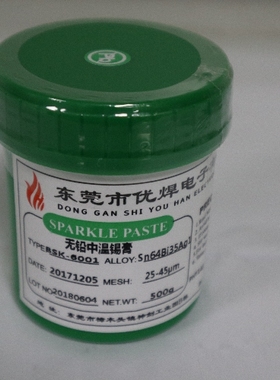 东莞市优焊电子
DONG GAN SHI YOU HAN ELEC
SPARKLE PASTE
无铅中温锡膏
TYPE:RSK-6001 ALLOY:Sn64Bi35Ag1
DATE: 20171205 MESH: 25-45μm
LOT NO: 20180604 NET.WT: 500g